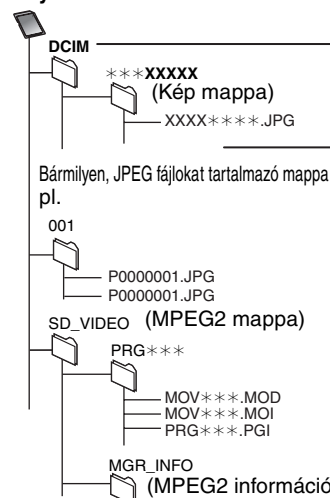 DCIM
***XXXXX
(Kép mappa)
XXXX****.JPG
Bármilyen, JPEG fájlokat tartalmazó mappa
pl.
001
P0000001.JPG
P0000001.JPG
SD_VIDEO (MPEG2 mappa)
PRG***
MOV***.MOD
MOV***.MOI
PRG***.PGI
MGR_INFO
(MPEG2 információ